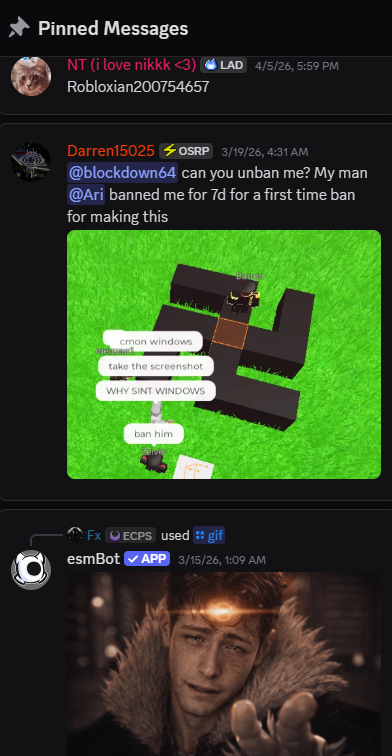 Pinned Messages
NT (i love nikkk <3) LAD 4/5/26, 5:59 PM
Robloxian200754657
Darren15025 OSRP 3/19/26, 4:31 AM
@blockdown64 can you unban me? My man
@Ari banned me for 7d for a first time ban
for making this
cmon windows
take the screenshot
WHY SINT WINDOWS
ban him
Fx ECPS used gif
esmBot APP 3/15/26, 1:09 AM